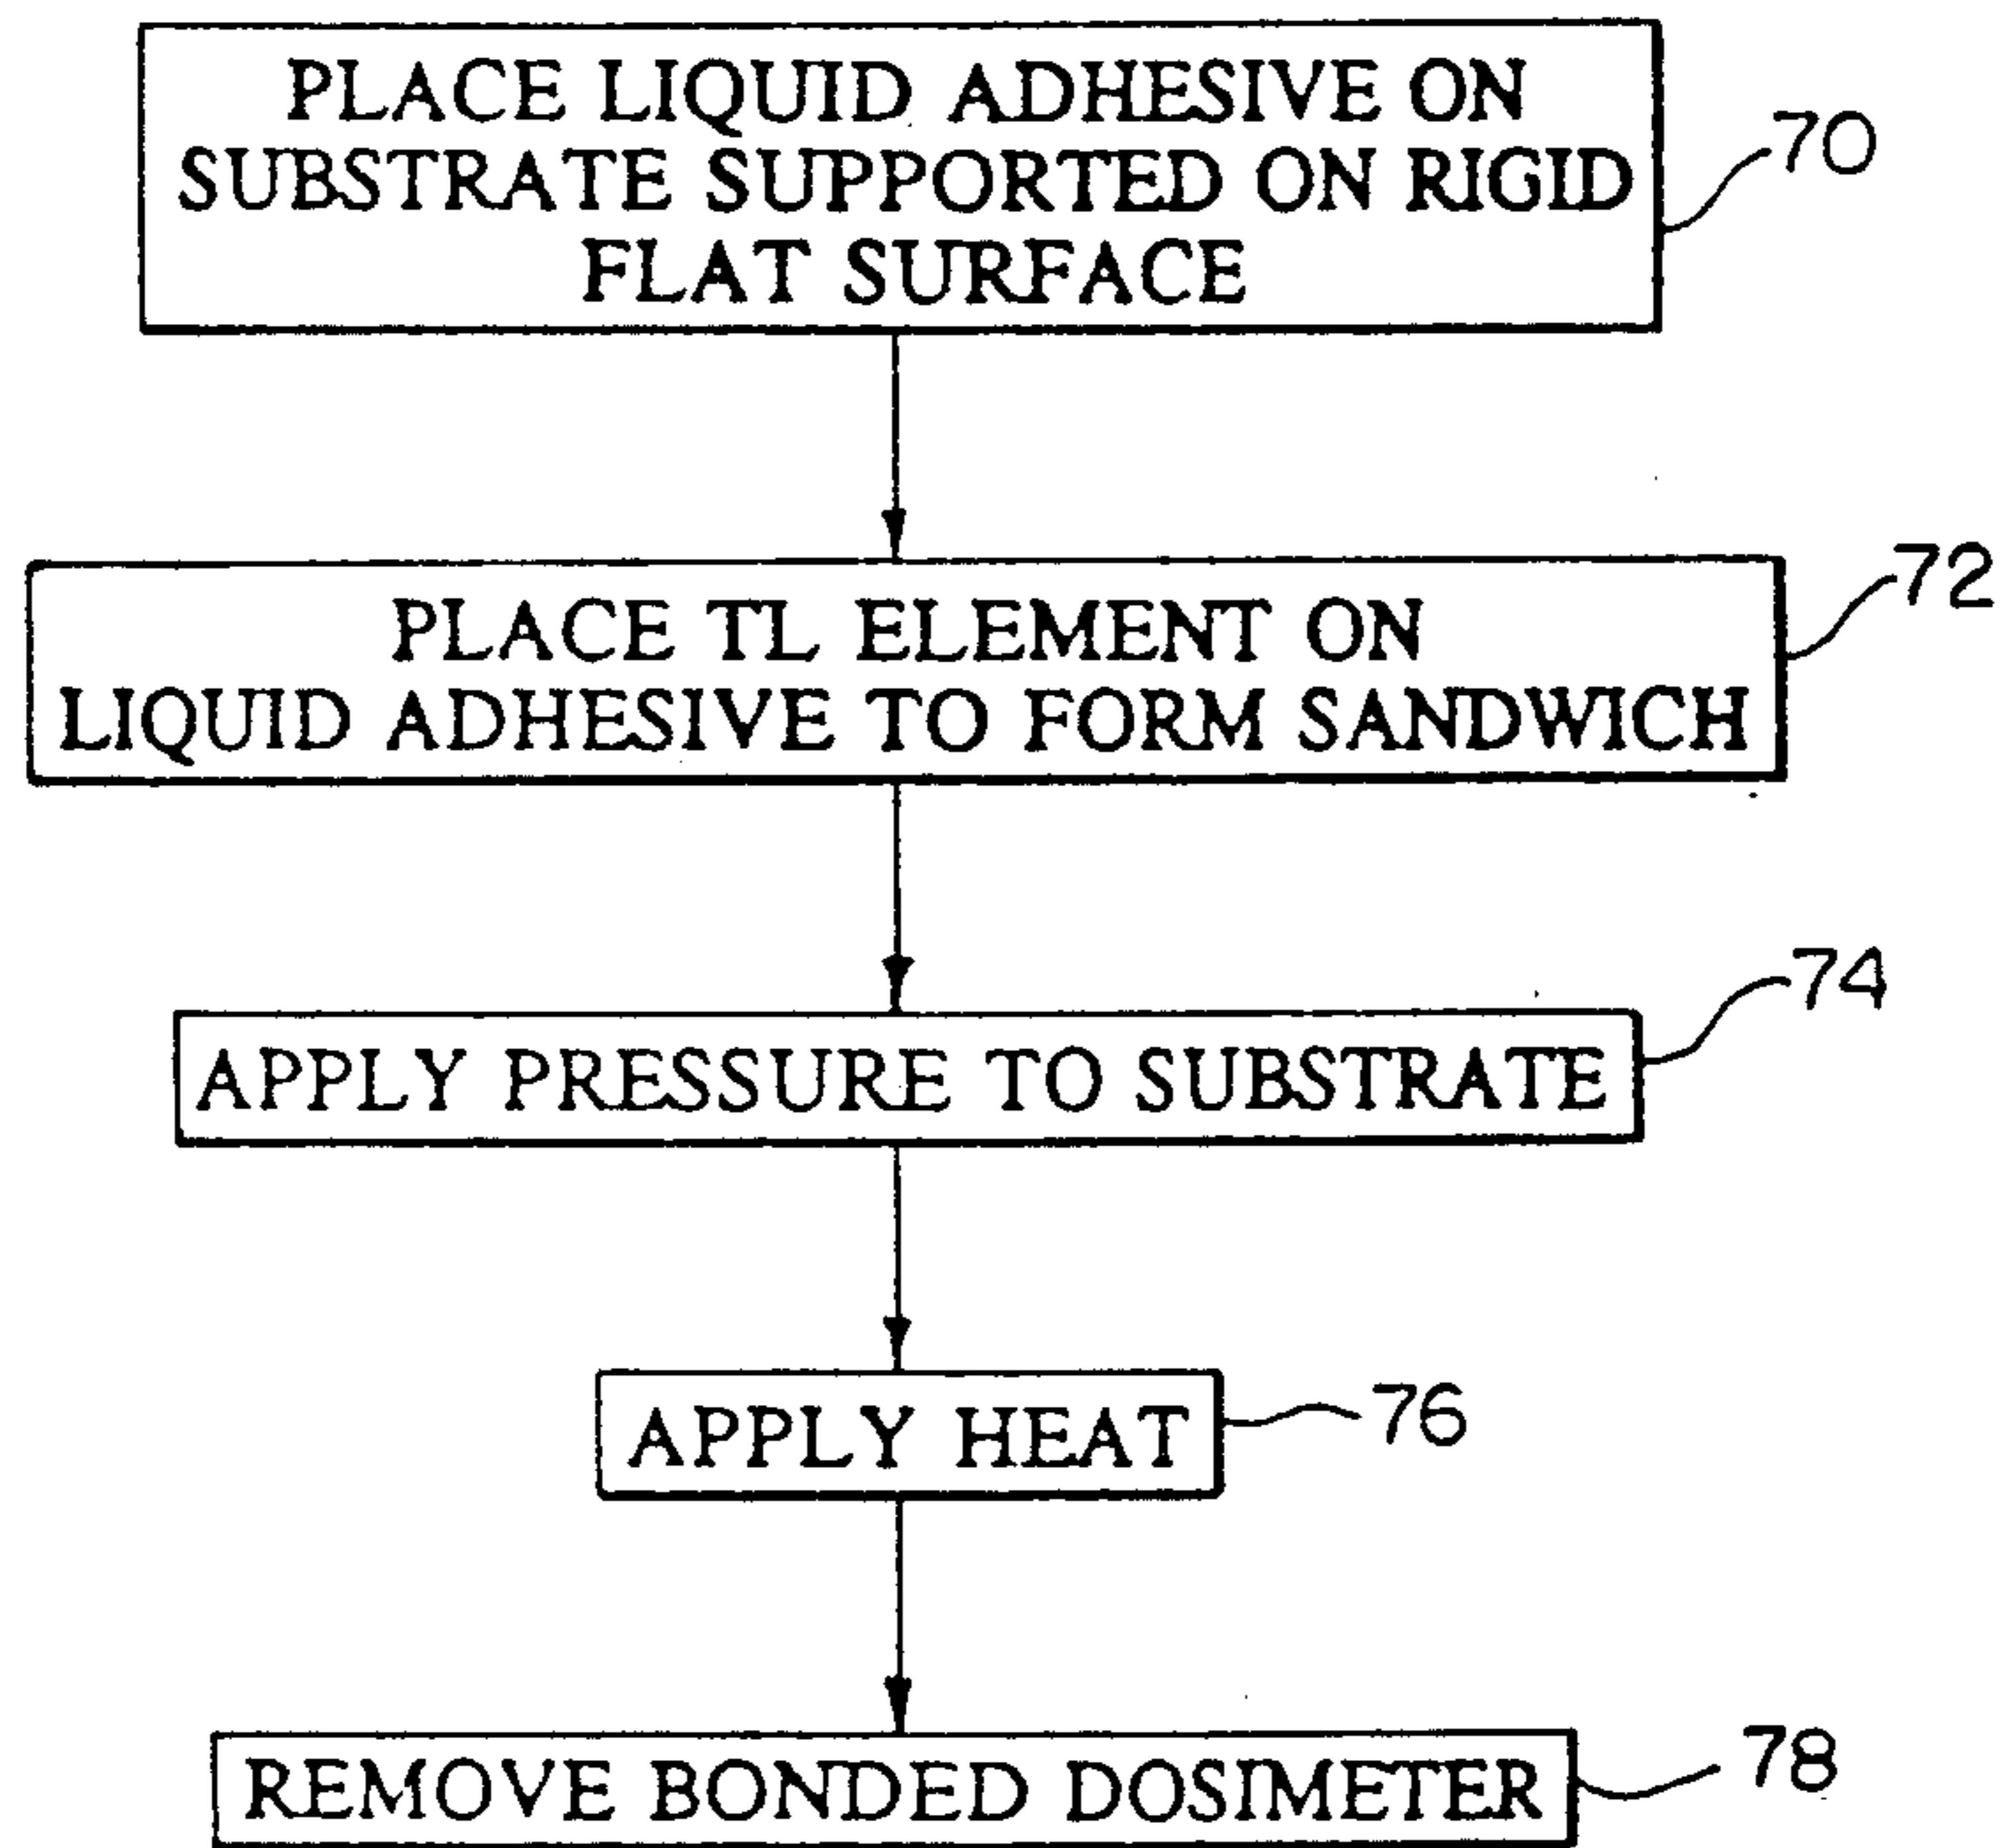 PLACE LIQUID ADHESIVE ON
SUBSTRATE SUPPORTED ON RIGID
FLAT SURFACE
70
PLACE TL ELEMENT ON
LIQUID ADHESIVE TO FORM SANDWICH
72
APPLY PRESSURE TO SUBSTRATE
74
APPLY HEAT
76
REMOVE BONDED DOSIMETER
78